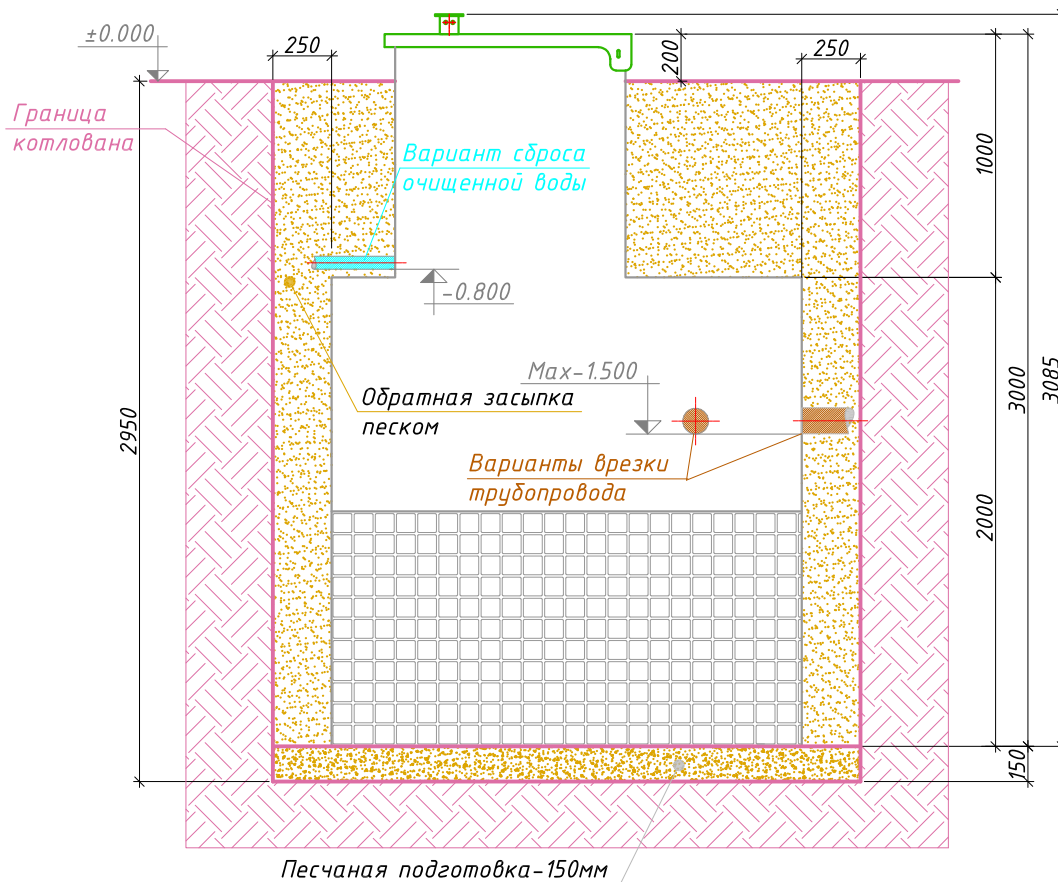 ±0.000
250
200
250
Граница
котлована
Вариант сброса
очищенной воды
1000
-0.800
Max-1.500
Обратная засыпка
песком
3000
3085
2950
Варианты врезки
трубопровода
2000
150
Песчаная подготовка-150мм